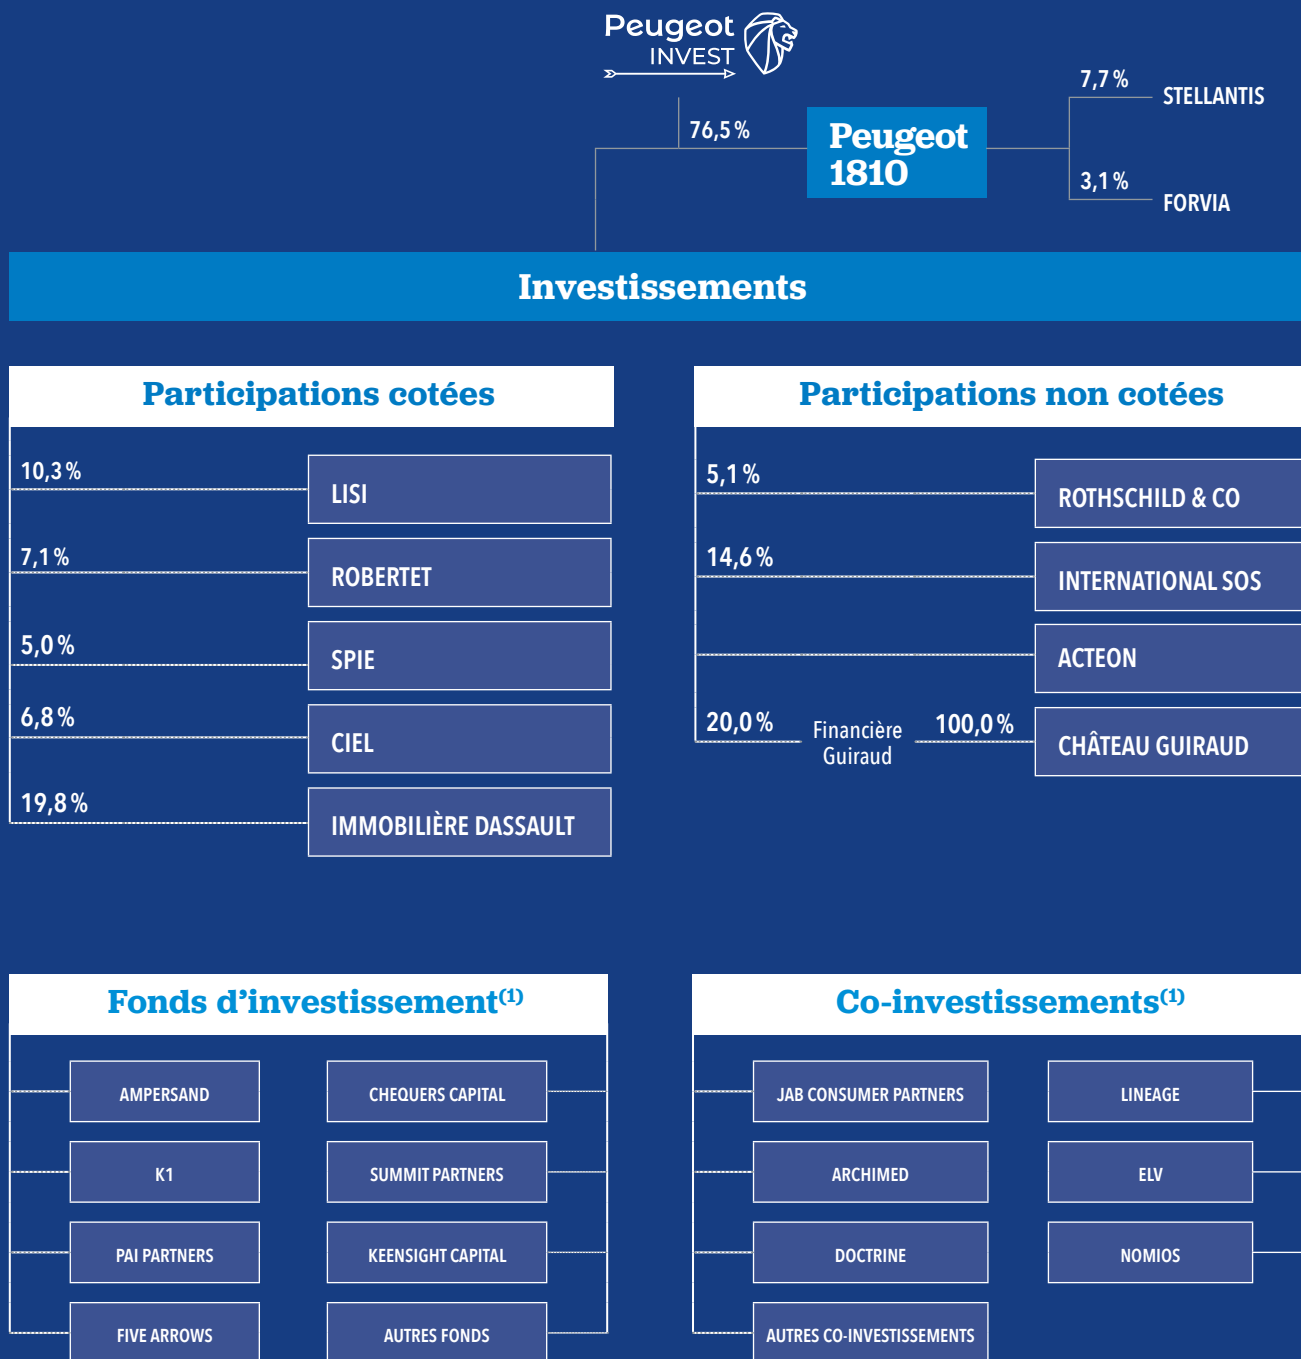 Peugeot
INVEST
76,5 %
Peugeot
1810
7,7 %
STELLANTIS
3,1 %
FORVIA
Investissements
Participations cotées
10,3 %
LISI
7,1 %
ROBERTET
5,0 %
SPIE
6,8 %
CIEL
19,8 %
IMMOBILIÈRE DASSAULT
Participations non cotées
5,1 %
ROTHSCHILD & CO
14,6 %
INTERNATIONAL SOS
ACTEON
20,0 %
Financière
Guiraud
100,0 %
CHÂTEAU GUIRAUD
Fonds d’investissement(1)
AMPERSAND
CHEQUERS CAPITAL
K1
SUMMIT PARTNERS
PAI PARTNERS
KEENSIGHT CAPITAL
FIVE ARROWS
AUTRES FONDS
Co-investissements(1)
JAB CONSUMER PARTNERS
LINEAGE
ARCHIMED
ELV
DOCTRINE
NOMIOS
AUTRES CO-INVESTISSEMENTS